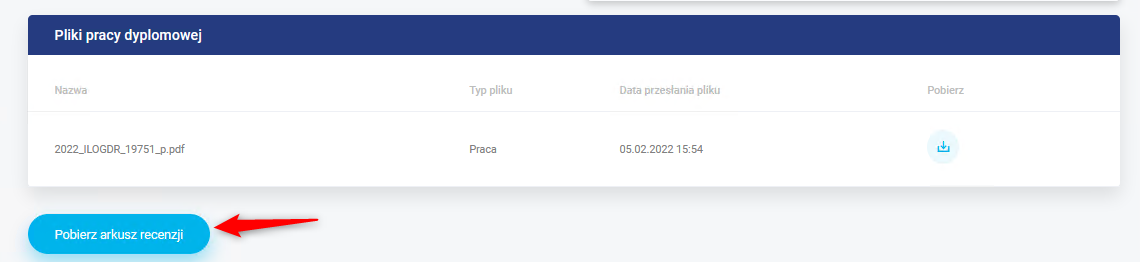 Pliki pracy dyplomowej
Nazwa Typ pliku Data przesłania pliku Pobierz
2022_ILOGDR_19751_p.pdf Praca 05.02.2022 15:54
Pobierz arkusz recenzji